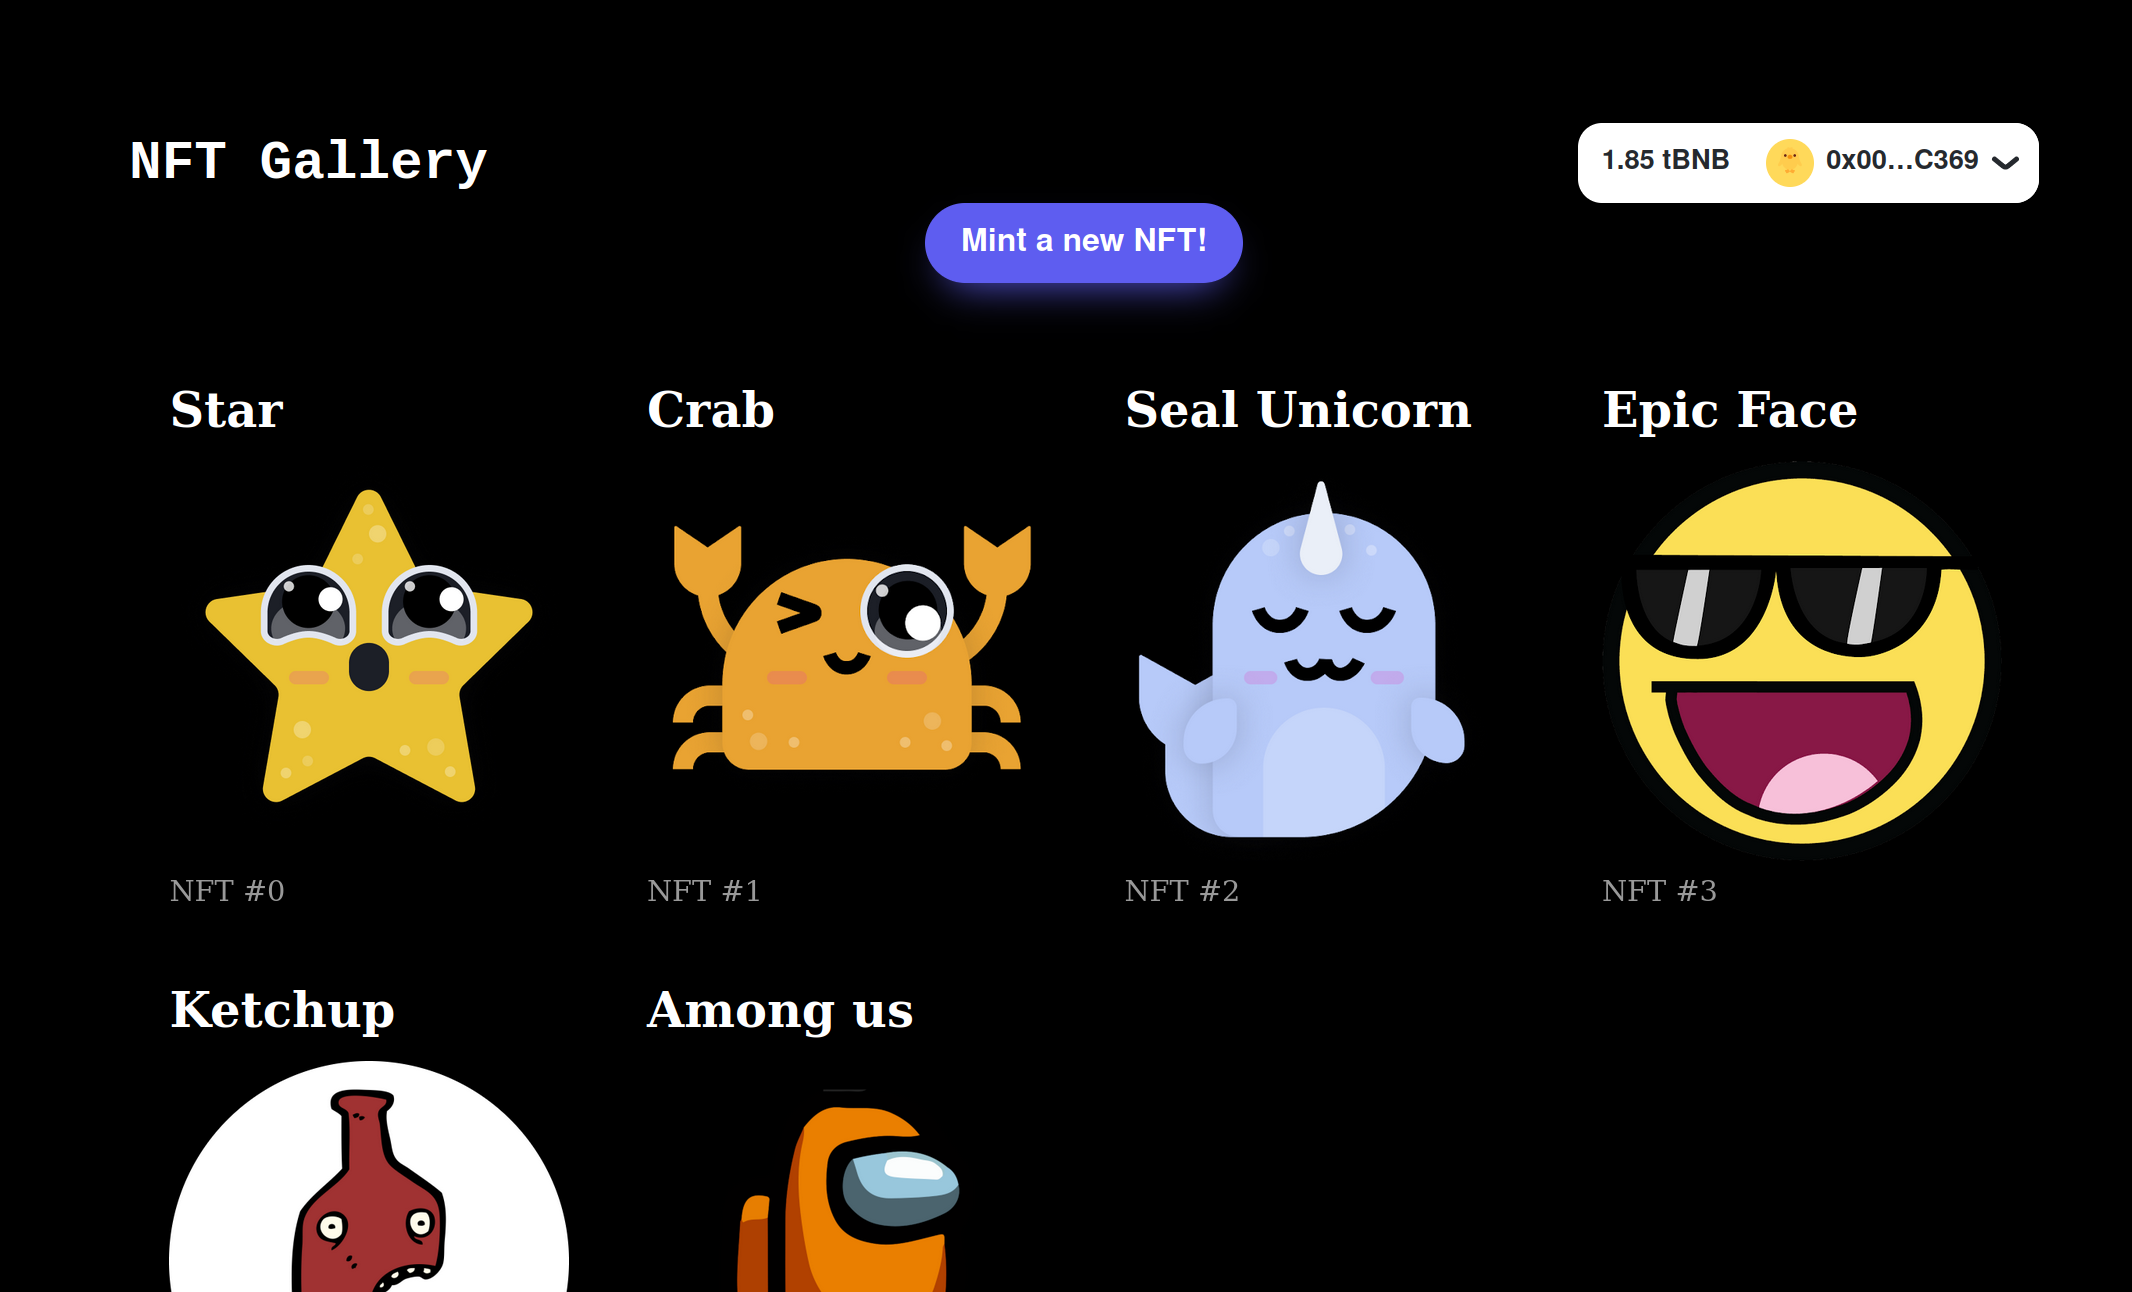 NFT Gallery
1.85 tBNB 0x00...C369
Mint a new NFT!
Star
Crab
Seal Unicorn
Epic Face
NFT #0
NFT #1
NFT #2
NFT #3
Ketchup
Among us